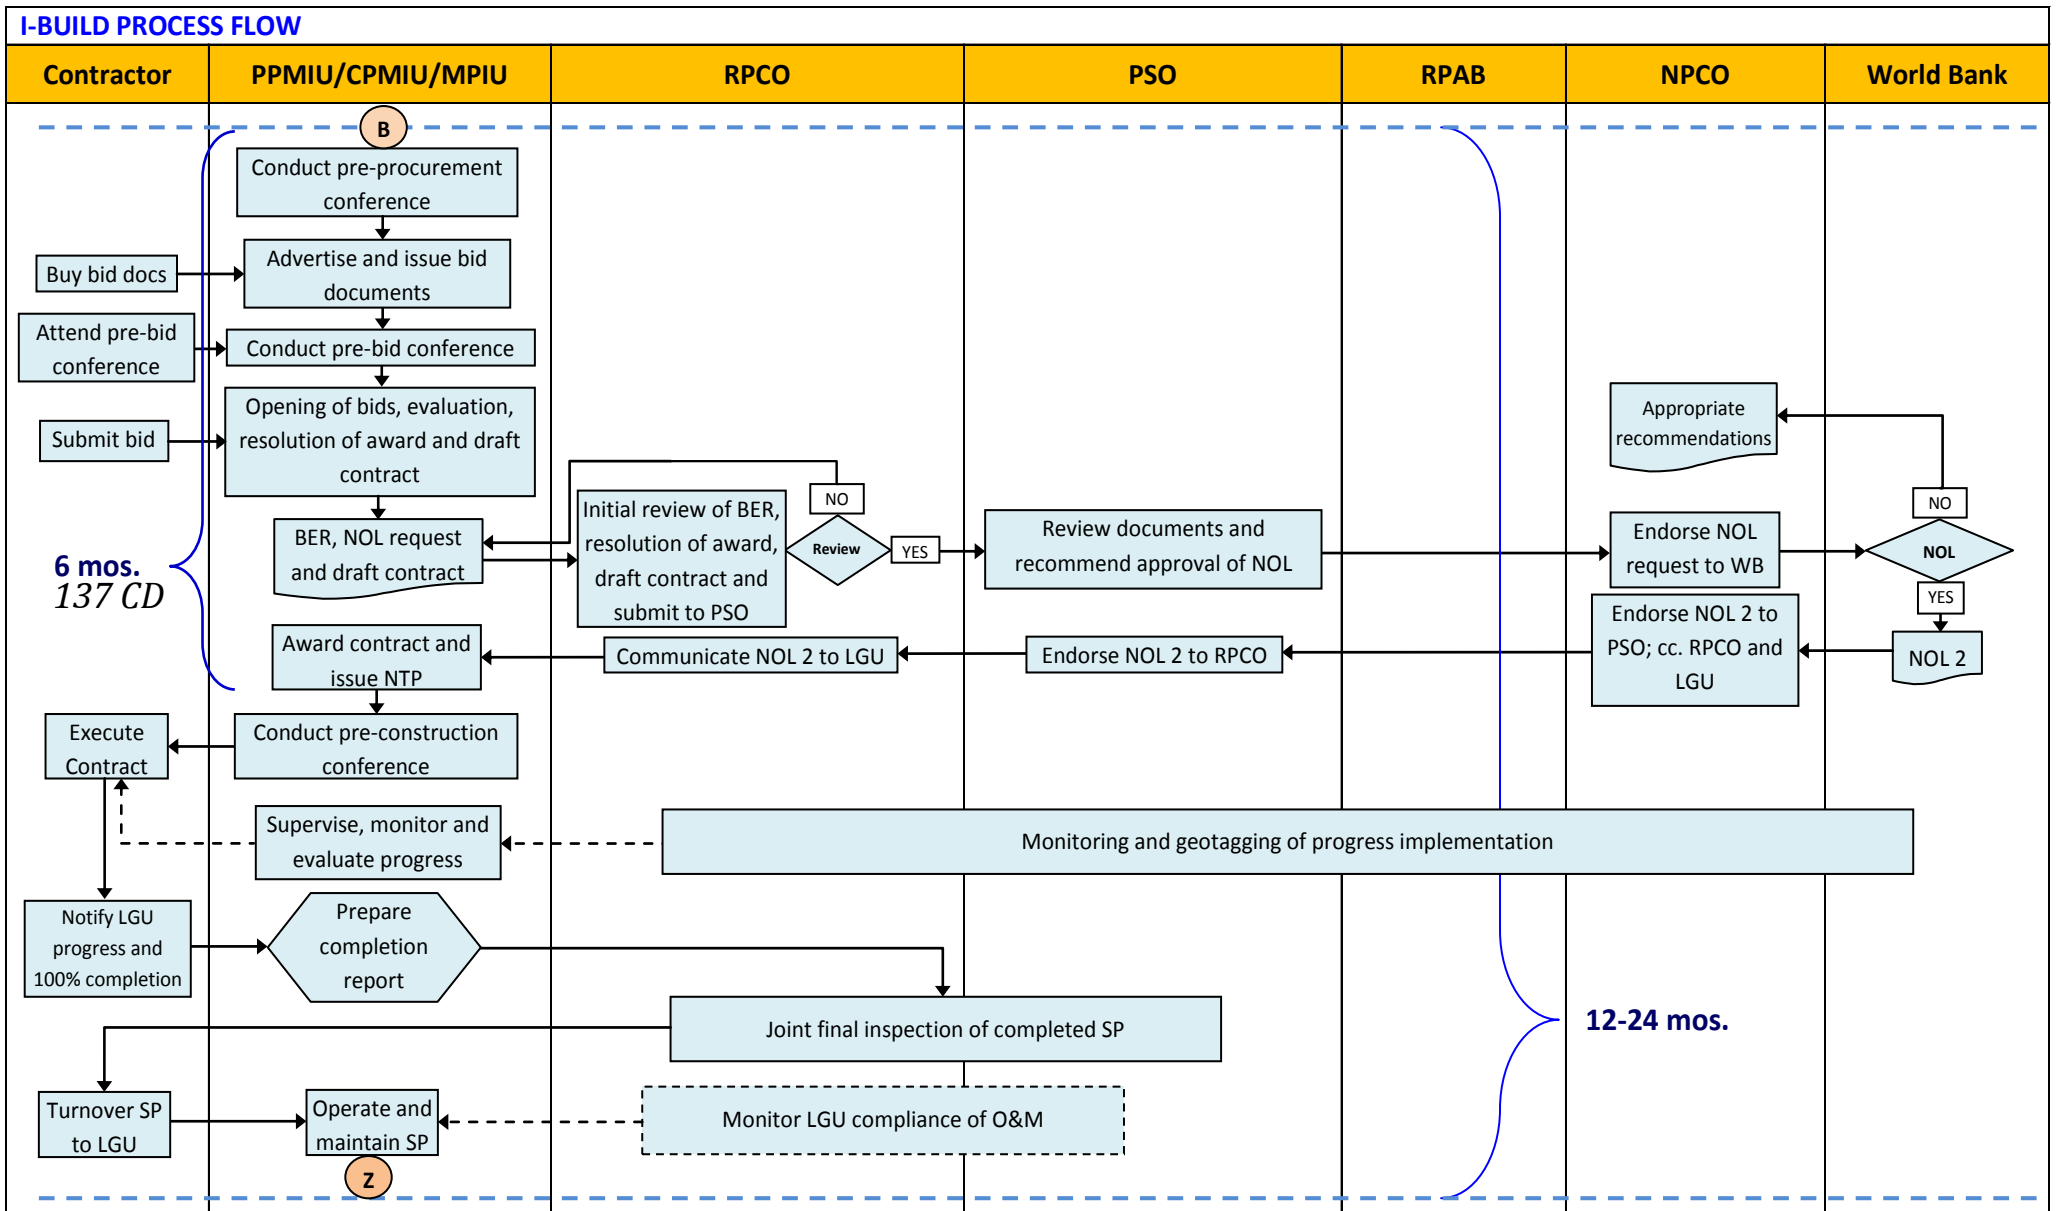 I-BUILD PROCESS FLOW
Contractor
PPMIU/CPMIU/MPIU
RPCO
PSO
RPAB
NPCO
World Bank
B
Conduct pre-procurement
conference
Buy bid docs
Advertise and issue bid
documents
Attend pre-bid
conference
Conduct pre-bid conference
Submit bid
Opening of bids, evaluation,
resolution of award and draft
contract
Appropriate
recommendations
6 mos.
137 CD
BER, NOL request
and draft contract
Initial review of BER,
resolution of award,
draft contract and
submit to PSO
NO
Review
YES
Review documents and
recommend approval of NOL
Endorse NOL
request to WB
NO
NOL
YES
NOL 2
Endorse NOL 2 to
PSO; cc. RPCO and
LGU
Endorse NOL 2 to RPCO
Communicate NOL 2 to LGU
Award contract and
issue NTP
Execute
Contract
Conduct pre-construction
conference
Supervise, monitor and
evaluate progress
Monitoring and geotagging of progress implementation
Notify LGU
progress and
100% completion
Prepare
completion
report
Joint final inspection of completed SP
12-24 mos.
Turnover SP
to LGU
Operate and
maintain SP
Monitor LGU compliance of O&M
Z